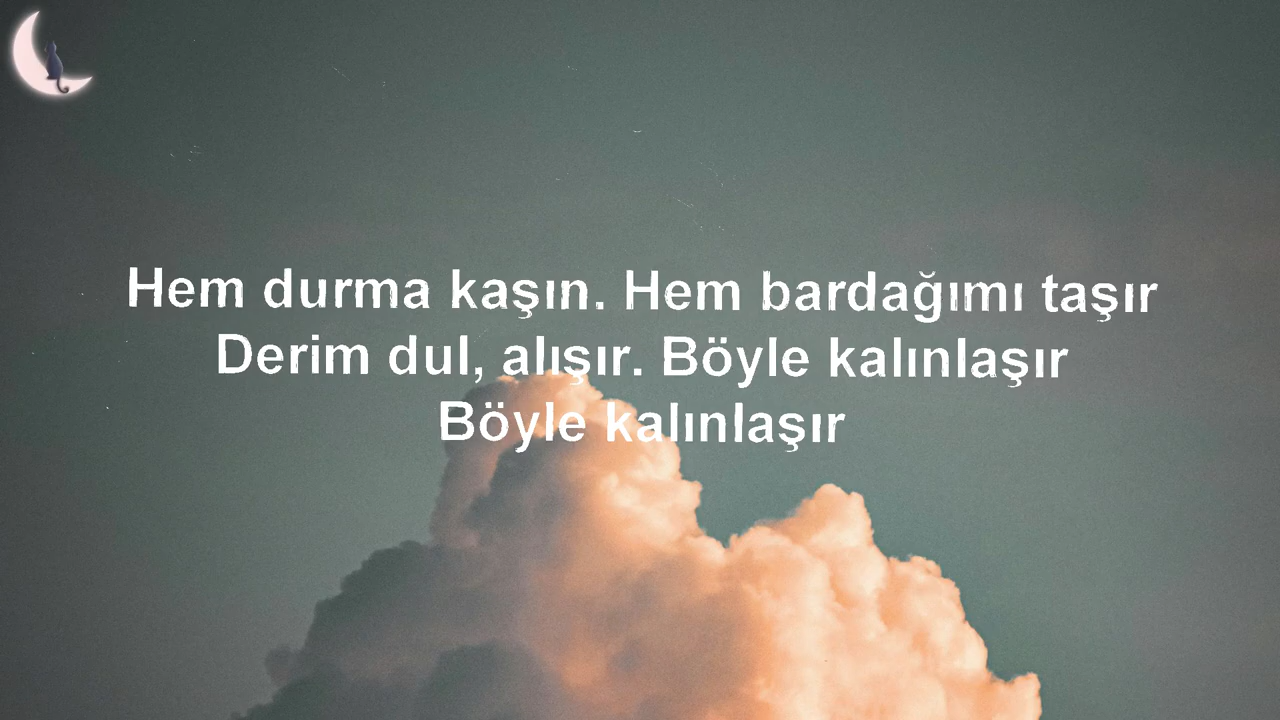 Hem durma kaşın. Hem bardağımı taşır
Derim dul, alışır. Böyle kalınlaşır
Böyle kalınlaşır